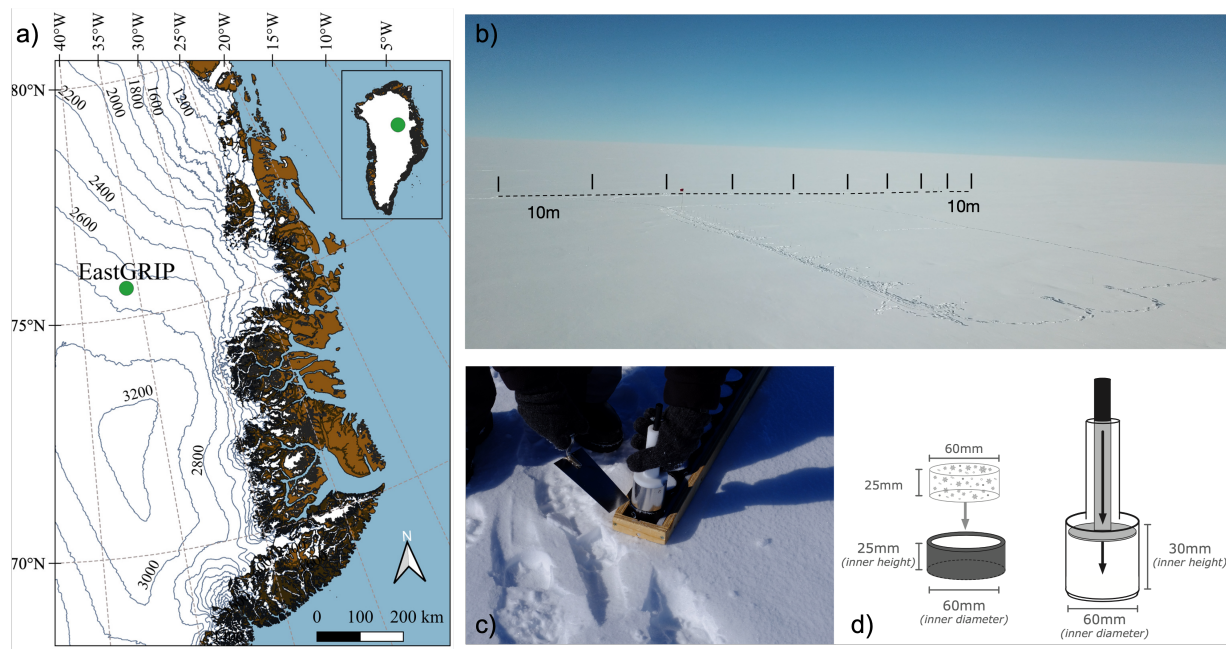 a)
40°W
35°W
30°W
25°W
20°W
15°W
10°W
5°W
80°N
75°N
70°N
2200
2000
1800
1600
1200
2400
2600
EastGRIP
3200
2800
3000
N
0 100 200 km
b)
10m
10m
c)
60mm
25mm
25mm
(inner height)
60mm
(inner diameter)
30mm
(inner height)
60mm
(inner diameter)
d)